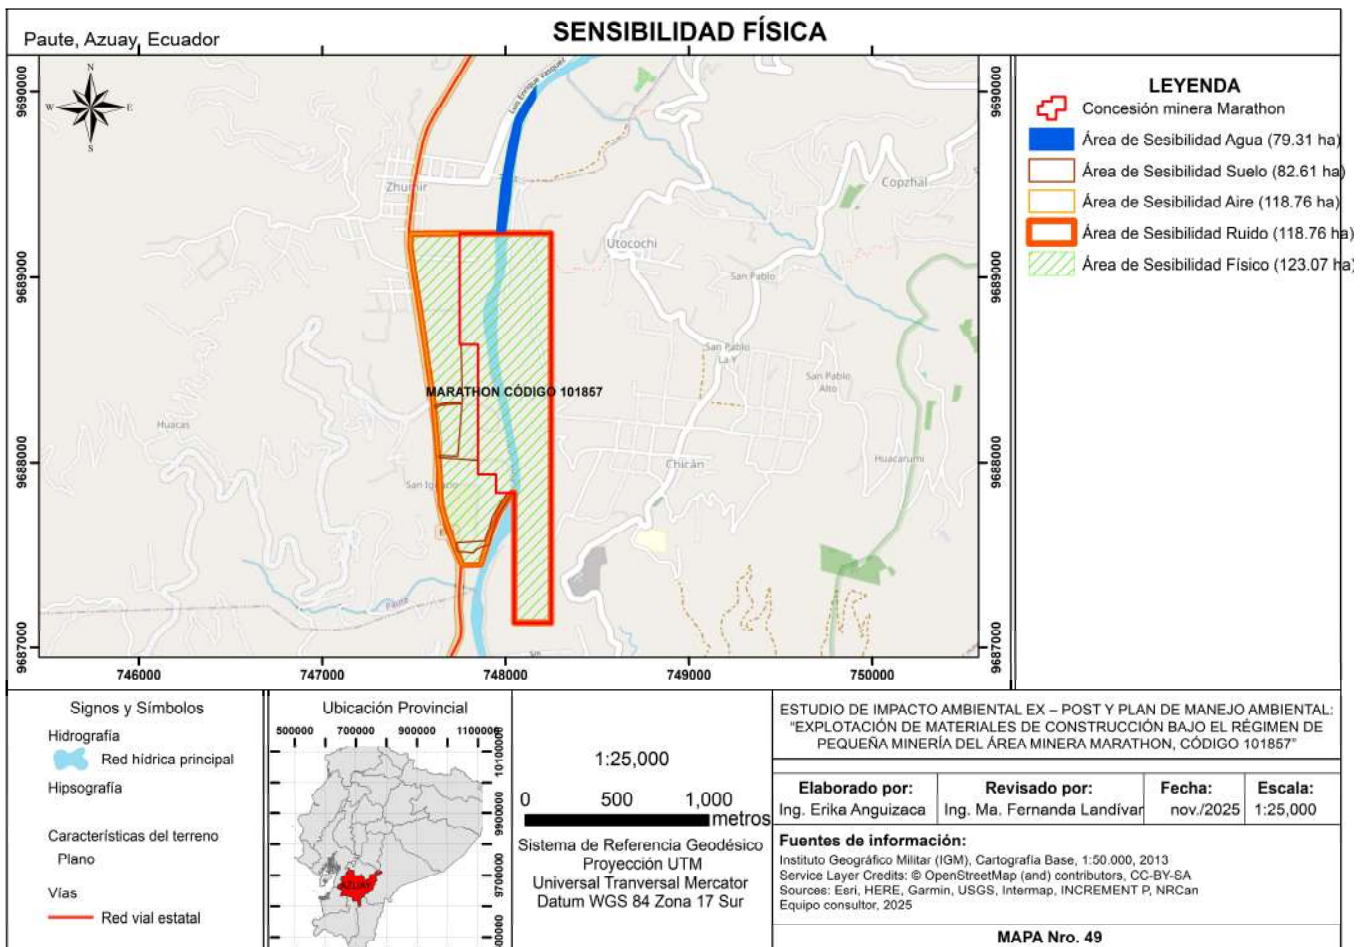 SENSIBILIDAD FÍSICA
Paute, Azuay, Ecuador
N
W
E
S
9690000
9689000
9688000
9687000
9690000
9689000
9688000
9687000
746000
747000
748000
749000
750000
Luis Enrique Vasquez
Zhumir
Copzhal
Utocochi
San Pablo
San Pablo
La Y
San Pablo
Alto
MARATHON CÓDIGO 101857
Huacas
Chicán
Huacarumi
San Ignacio
Paute
LEYENDA
Concesión minera Marathon
Área de Sesibilidad Agua (79.31 ha)
Área de Sesibilidad Suelo (82.61 ha)
Área de Sesibilidad Aire (118.76 ha)
Área de Sesibilidad Ruido (118.76 ha)
Área de Sesibilidad Físico (123.07 ha)
Signos y Símbolos
Hidrografía
Red hídrica principal
Hipsografía
Características del terreno
Plano
Vías
Red vial estatal
Ubicación Provincial
500000
700000
900000
1100000
9900000
9700000
AZUAY
1:25,000
0
500
1,000
metros
Sistema de Referencia Geodésico
Proyección UTM
Universal Tranversal Mercator
Datum WGS 84 Zona 17 Sur
ESTUDIO DE IMPACTO AMBIENTAL EX – POST Y PLAN DE MANEJO AMBIENTAL:
"EXPLOTACIÓN DE MATERIALES DE CONSTRUCCIÓN BAJO EL RÉGIMEN DE
PEQUEÑA MINERÍA DEL ÁREA MINERA MARATHON, CÓDIGO 101857"
Elaborado por:
Ing. Erika Anguizaca
Revisado por:
Ing. Ma. Fernanda Landívar
Fecha:
nov./2025
Escala:
1:25,000
Fuentes de información:
Instituto Geográfico Militar (IGM), Cartografía Base, 1:50.000, 2013
Service Layer Credits: © OpenStreetMap (and) contributors, CC-BY-SA
Sources: Esri, HERE, Garmin, USGS, Intermap, INCREMENT P, NRCan
Equipo consultor, 2025
MAPA Nro. 49